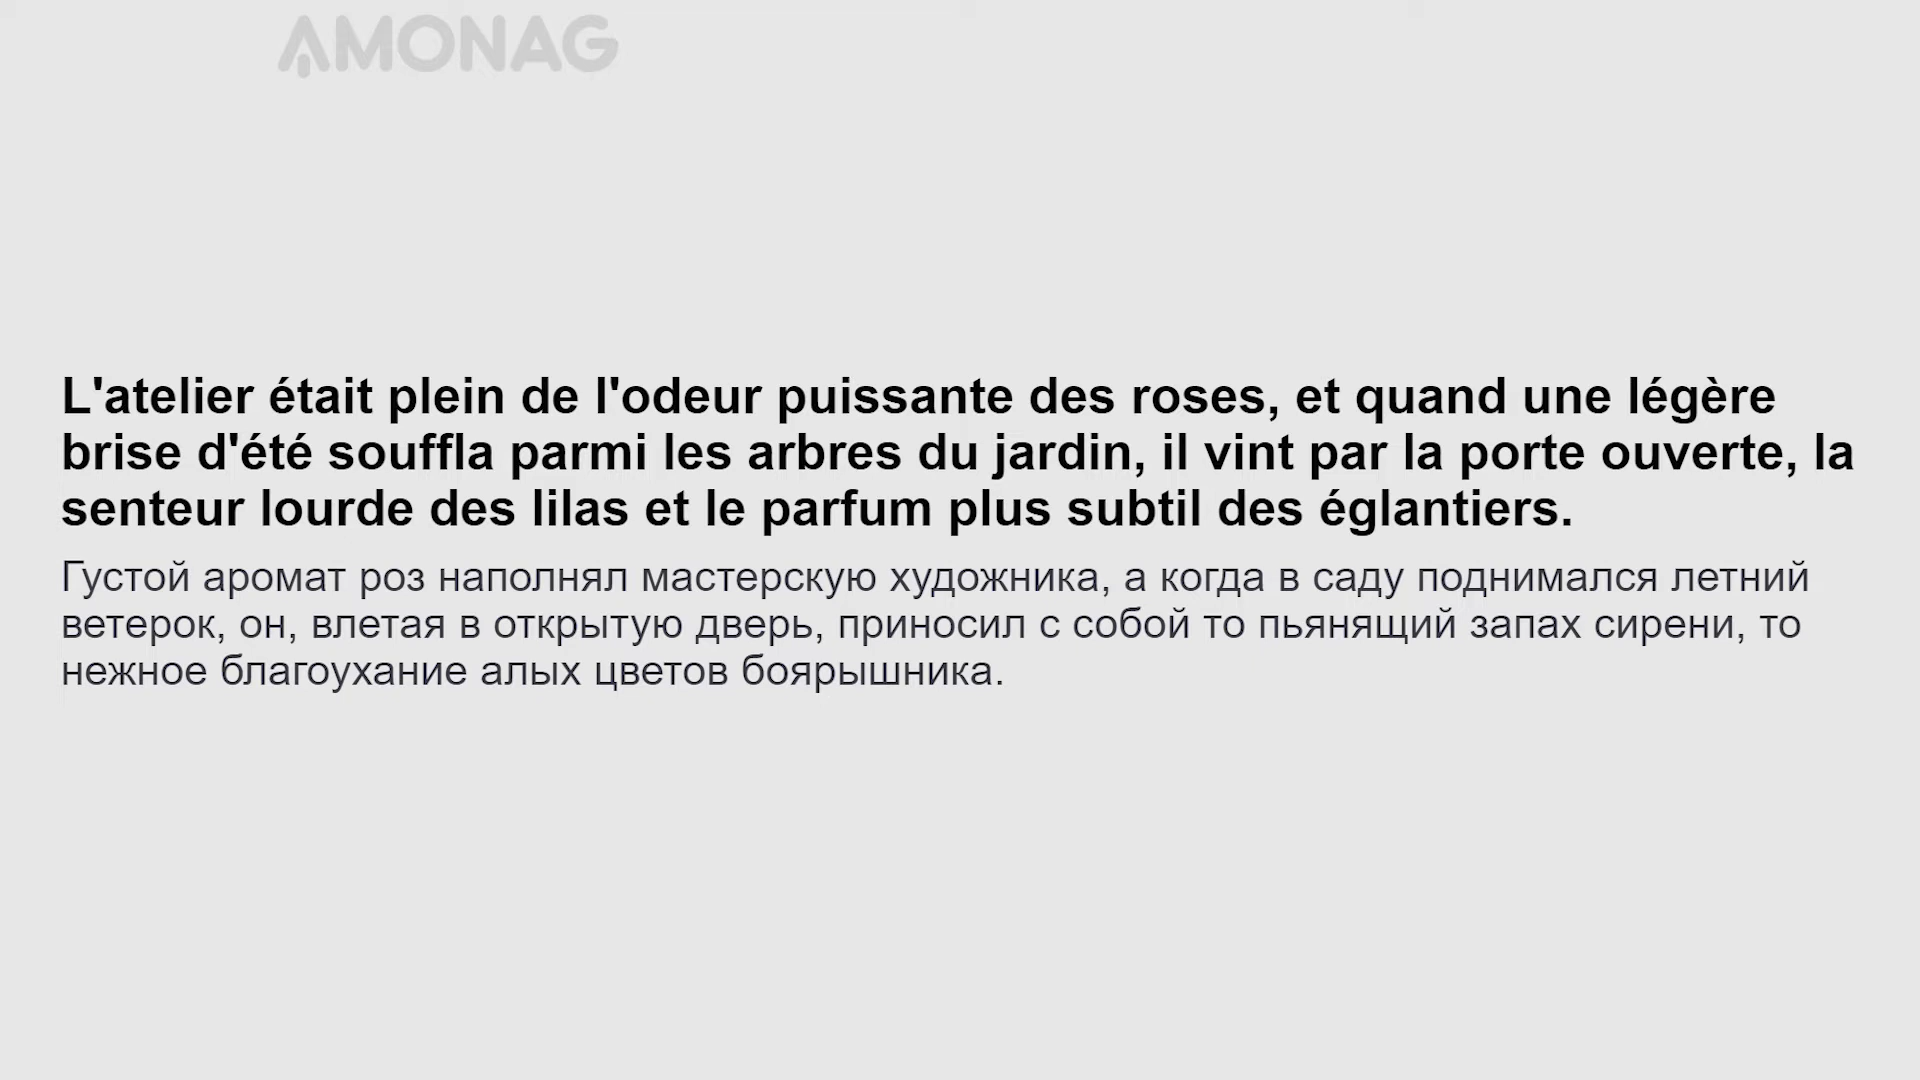 AMONAG
L'atelier était plein de l'odeur puissante des roses, et quand une légère
brise d'été souffla parmi les arbres du jardin, il vint par la porte ouverte, la
senteur lourde des lilas et le parfum plus subtil des églantiers.
Густой аромат роз наполнял мастерскую художника, а когда в саду поднимался летний
ветерок, он, влетая в открытую дверь, приносил с собой то пьянящий запах сирени, то
нежное благоухание алых цветов боярышника.